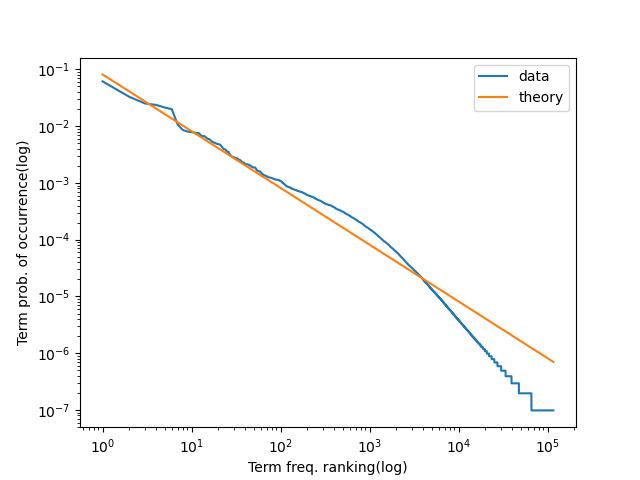 data
theory
Term prob. of occurrence(log)
10⁻¹
10⁻²
10⁻³
10⁻⁴
10⁻⁵
10⁻⁶
10⁻⁷
10⁰ 10¹ 10² 10³ 10⁴ 10⁵
Term freq. ranking(log)